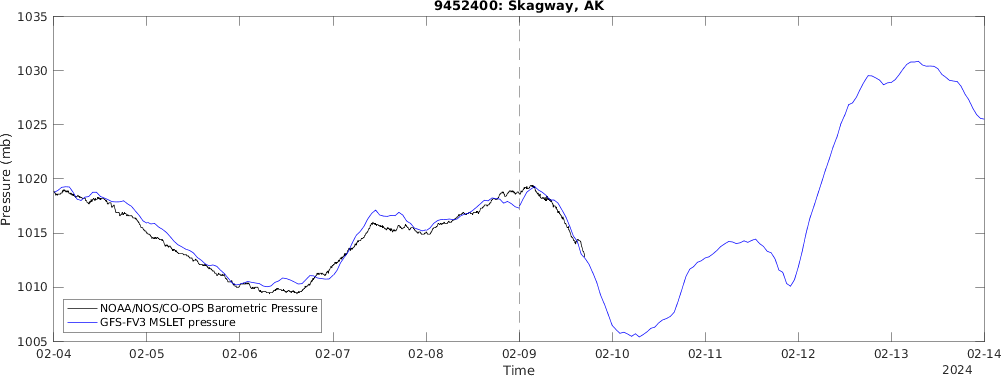 9452400: Skagway, AK
1035
1030
1025
1020
1015
1010
1005
Pressure (mb)
NOAA/NOS/CO-OPS Barometric Pressure
GFS-FV3 MSLET pressure
02-04 02-05 02-06 02-07 02-08 02-09 02-10 02-11 02-12 02-13 02-14
Time
2024